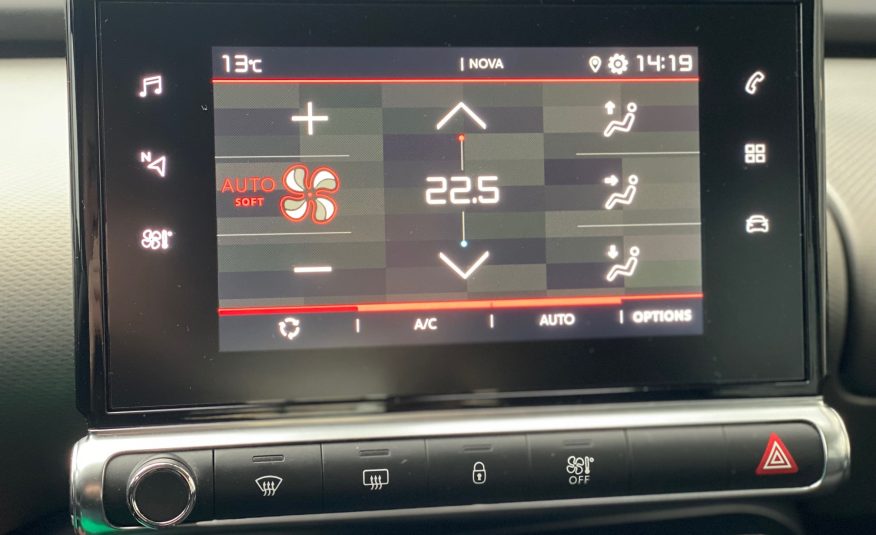 13°C | NOVA 14:19
N
AUTO
SOFT
22.5
A/C | AUTO | OPTIONS
OFF